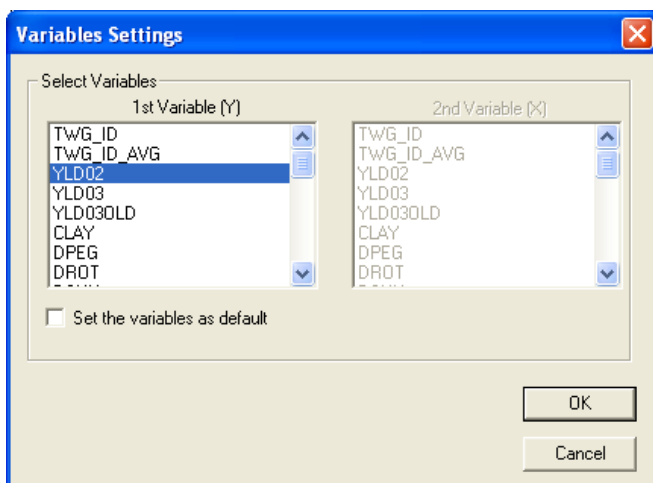 Variables Settings
Select Variables
1st Variable (Y)
TWG_ID
TWG_ID_AVG
YLD02
YLD03
YLD03OLD
CLAY
DPEG
DROT
2nd Variable (X)
TWG_ID
TWG_ID_AVG
YLD02
YLD03
YLD03OLD
CLAY
DPEG
DROT
Set the variables as default
OK
Cancel